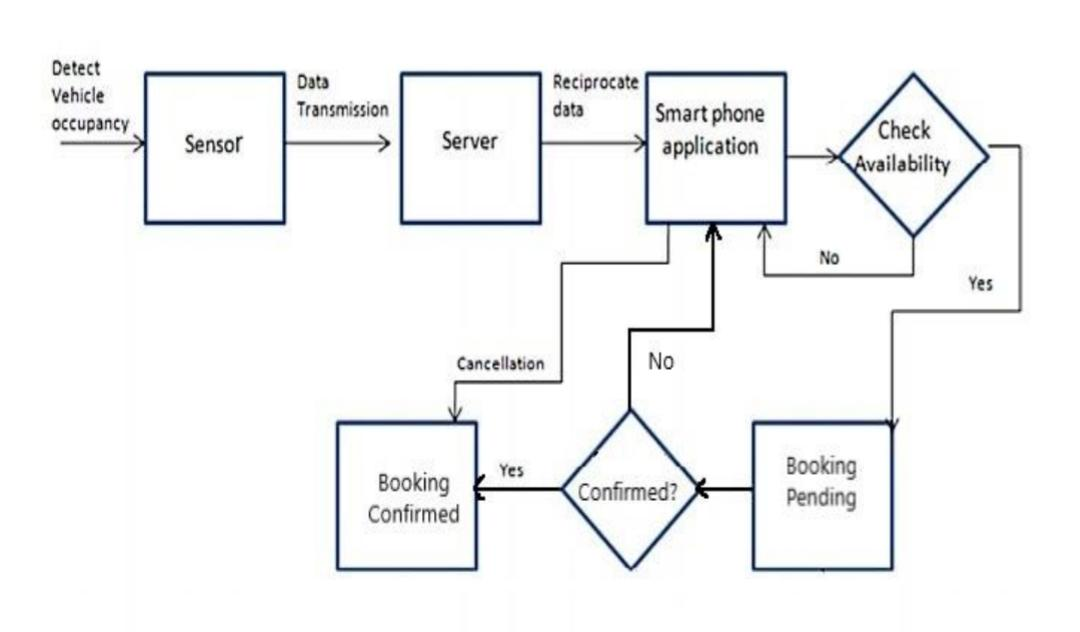 Detect
Vehicle
occupancy
Sensor
Data
Transmission
Server
Reciprocate
data
Smart phone
application
Check
Availability
No
Yes
Cancellation
No
Booking
Confirmed
Yes
Confirmed?
Booking
Pending